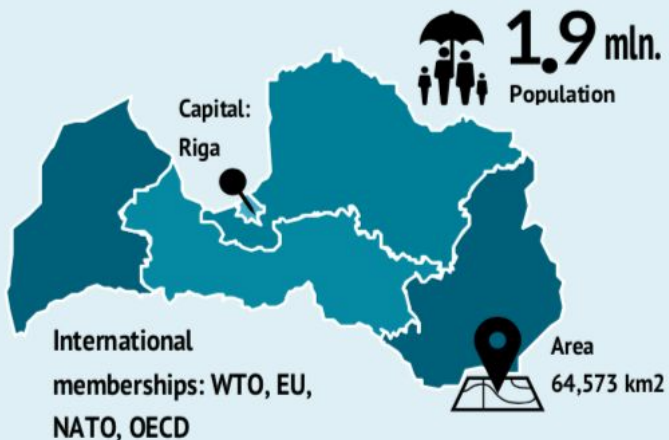 1.9 mln.
Population
Capital:
Riga
Area
64,573 km2
International
memberships: WTO, EU,
NATO, OECD